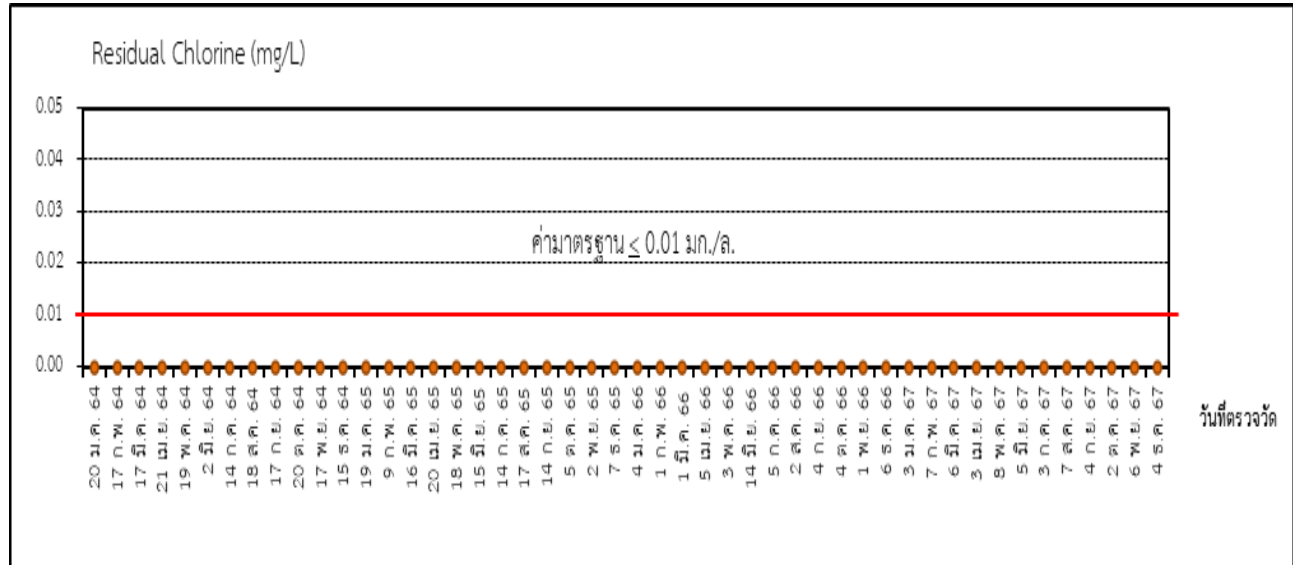 Residual Chlorine (mg/L)
0.05
0.04
0.03
ค่ามาตรฐาน ≤ 0.01 มก./ล.
0.02
0.01
0.00
20 ม.ค. 64
17 ก.พ. 64
17 มี.ค. 64
21 เม.ย. 64
19 พ.ค. 64
2 มิ.ย. 64
14 ก.ค. 64
18 ส.ค. 64
17 ก.ย. 64
20 ต.ค. 64
17 พ.ย. 64
15 ธ.ค. 64
19 ม.ค. 65
9 ก.พ. 65
16 มี.ค. 65
20 เม.ย. 65
18 พ.ค. 65
15 มิ.ย. 65
14 ก.ค. 65
17 ส.ค. 65
14 ก.ย. 65
5 ต.ค. 65
2 พ.ย. 65
7 ธ.ค. 65
4 ม.ค. 66
1 ก.พ. 66
1 มี.ค. 66
5 เม.ย. 66
3 พ.ค. 66
14 มิ.ย. 66
5 ก.ค. 66
2 ส.ค. 66
4 ก.ย. 66
4 ต.ค. 66
1 พ.ย. 66
6 ธ.ค. 66
3 ม.ค. 67
7 ก.พ. 67
6 มี.ค. 67
3 เม.ย. 67
8 พ.ค. 67
5 มิ.ย. 67
3 ก.ค. 67
7 ส.ค. 67
4 ก.ย. 67
2 ต.ค. 67
6 พ.ย. 67
4 ธ.ค. 67
วันที่ตรวจวัด